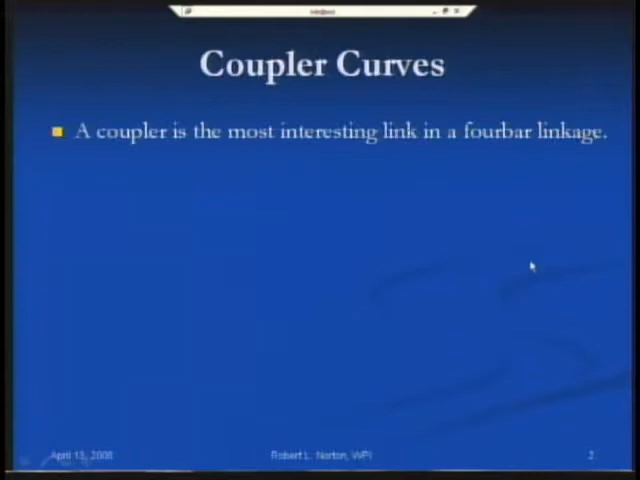 Coupler Curves
A coupler is the most interesting link in a fourbar linkage.
April 13, 2008
Robert L. Norton, WPI
2